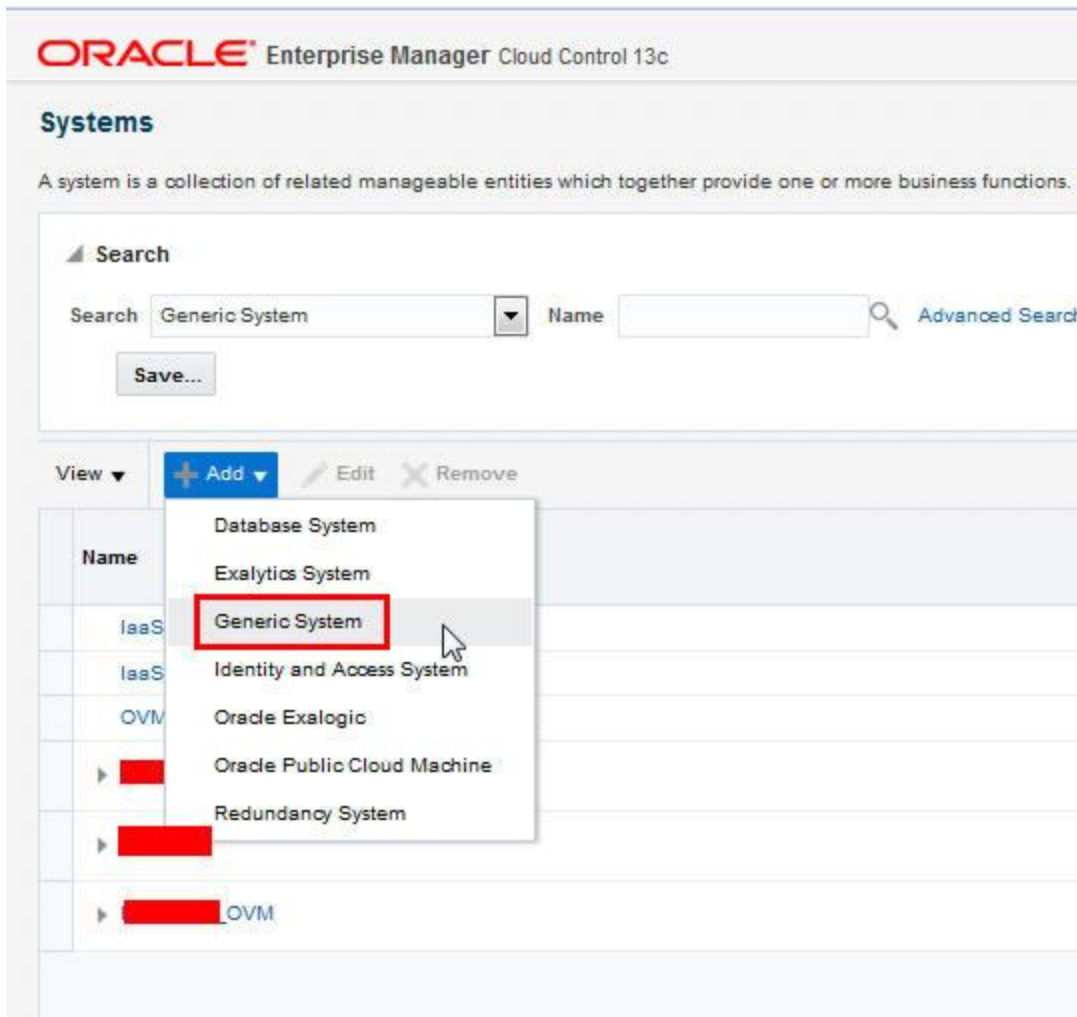 ORACLE Enterprise Manager Cloud Control 13c
Systems
A system is a collection of related manageable entities which together provide one or more business functions.
Search
Search Generic System Name Advanced Search
Save...
View Add Edit Remove
Name
Database System
Exalytics System
Generic System
IaaS
Identity and Access System
IaaS
Oracle Exalogic
OVM
Oracle Public Cloud Machine
Redundancy System
_OVM